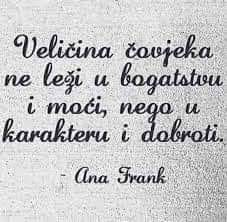 Veličina čovjeka
ne leži u bogatstvu
i moći, nego u
karakteru i dobroti.
- Ana Frank